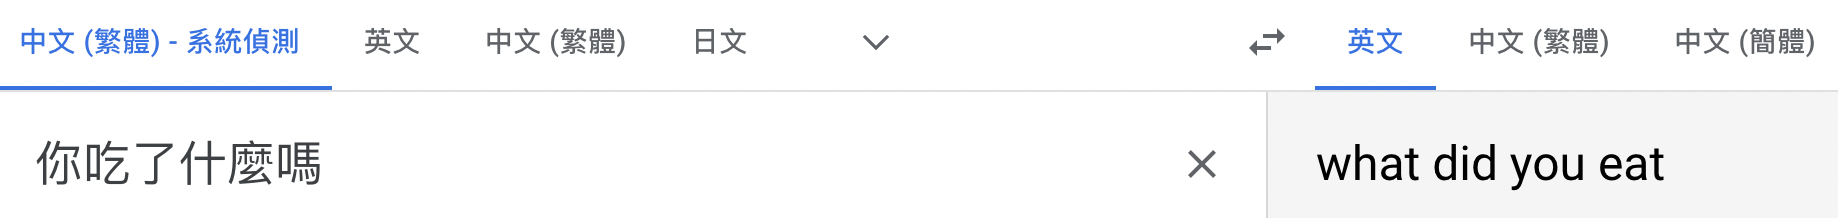 中文 (繁體) - 系統偵測 英文 中文 (繁體) 日文 英文 中文 (繁體) 中文 (簡體)
你吃了什麼嗎 what did you eat